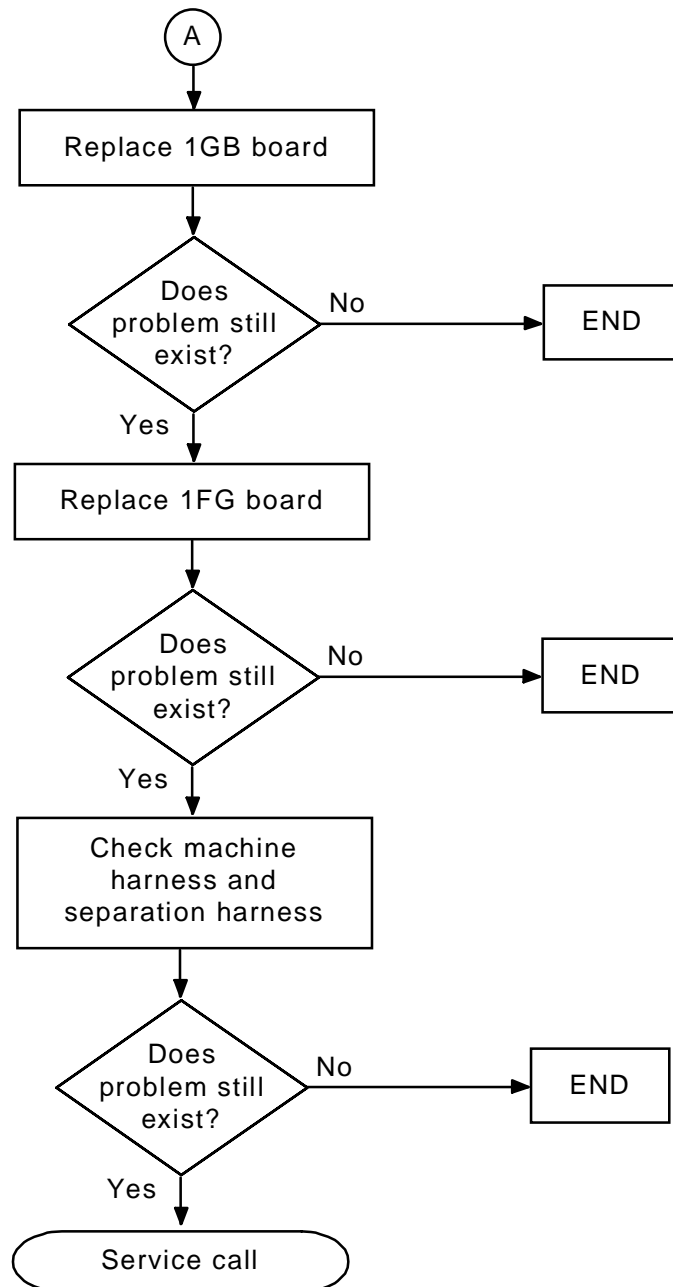 A
Replace 1GB board
Does
problem still
exist?
No
END
Yes
Replace 1FG board
Does
problem still
exist?
No
END
Yes
Check machine
harness and
separation harness
Does
problem still
exist?
No
END
Yes
Service call